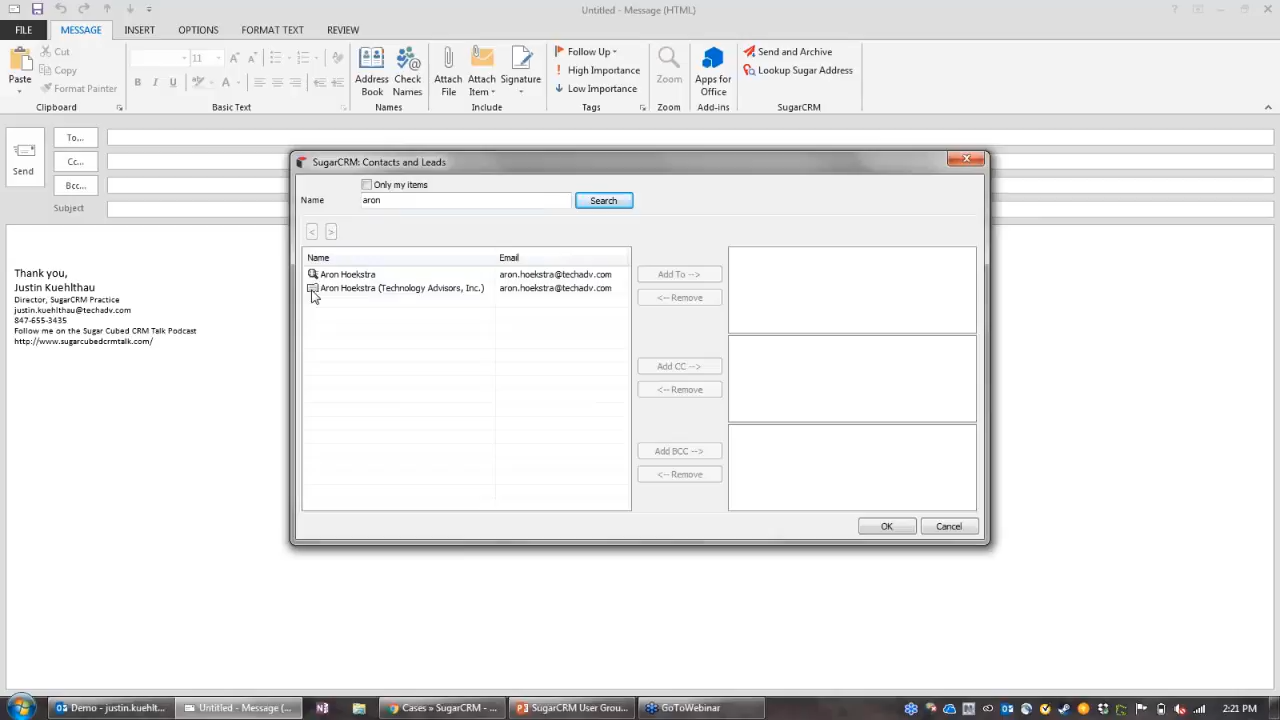 Untitled - Message (HTML)
FILE
MESSAGE
INSERT
OPTIONS
FORMAT TEXT
REVIEW
Paste
Cut
Copy
Format Painter
Clipboard
11
B I U
Basic Text
Address Book
Check Names
Names
Attach File
Attach Item
Signature
Include
Follow Up
High Importance
Low Importance
Tags
Zoom
Zoom
Apps for Office
Add-ins
Send and Archive
Lookup Sugar Address
SugarCRM
Send
To...
Cc...
Bcc...
Subject
Thank you,
Justin Kuehlthau
Director, SugarCRM Practice
justin.kuehlthau@techadv.com
847-655-3435
Follow me on the Sugar Cubed CRM Talk Podcast
http://www.sugarcubedcrmtalk.com/
SugarCRM: Contacts and Leads
Only my items
Name
aron
Search
< >
Name Email
Aron Hoekstra aron.hoekstra@techadv.com
Aron Hoekstra (Technology Advisors, Inc.) aron.hoekstra@techadv.com
Add To -->
<-- Remove
Add CC -->
<-- Remove
Add BCC -->
<-- Remove
OK
Cancel
Demo - justin.kuehlt...
Untitled - Message (...
Cases » SugarCRM - ...
SugarCRM User Grou...
GoToWebinar
2:21 PM